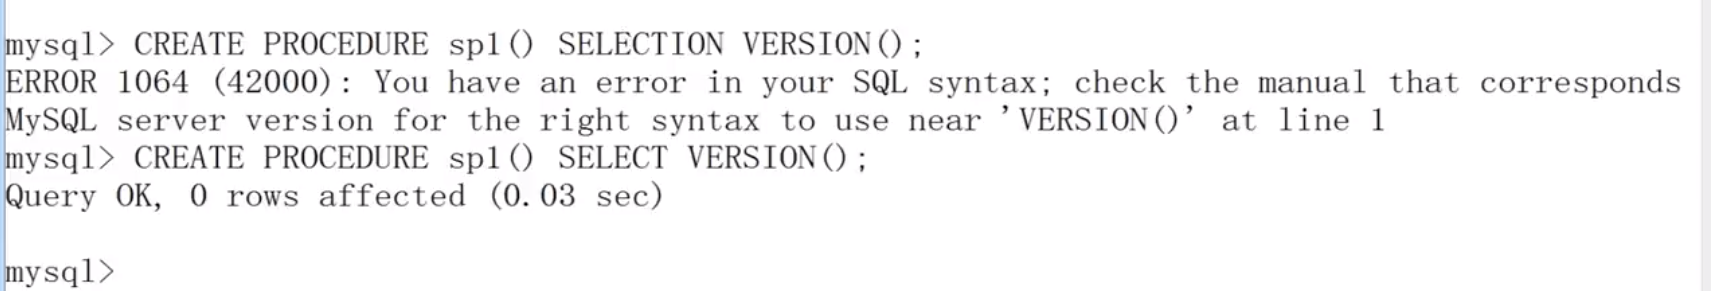 mysql> CREATE PROCEDURE sp1() SELECTION VERSION();
ERROR 1064 (42000): You have an error in your SQL syntax; check the manual that corresponds
MySQL server version for the right syntax to use near 'VERSION()' at line 1
mysql> CREATE PROCEDURE sp1() SELECT VERSION();
Query OK, 0 rows affected (0.03 sec)
mysql>